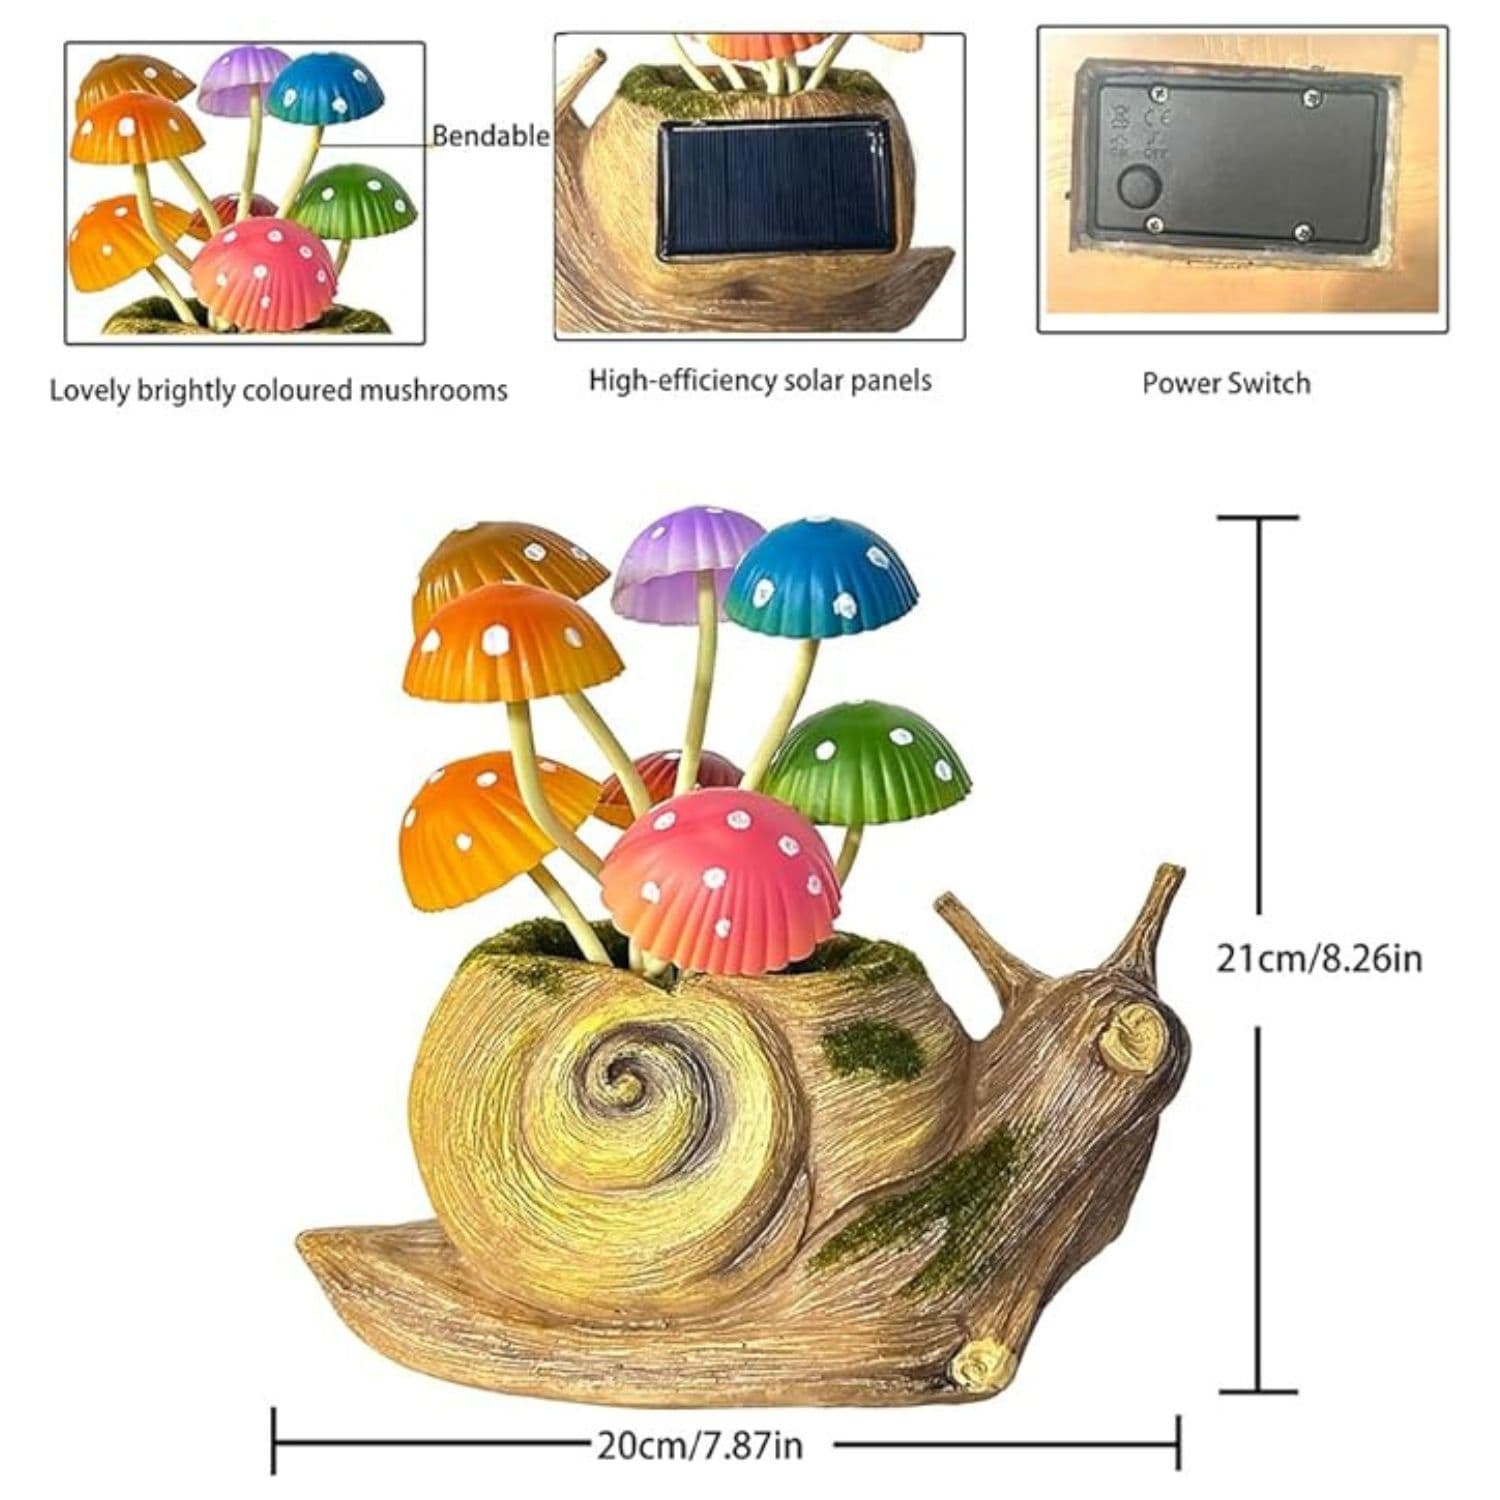 Bendable
Lovely brightly coloured mushrooms
High-efficiency solar panels
Power Switch
21cm/8.26in
20cm/7.87in